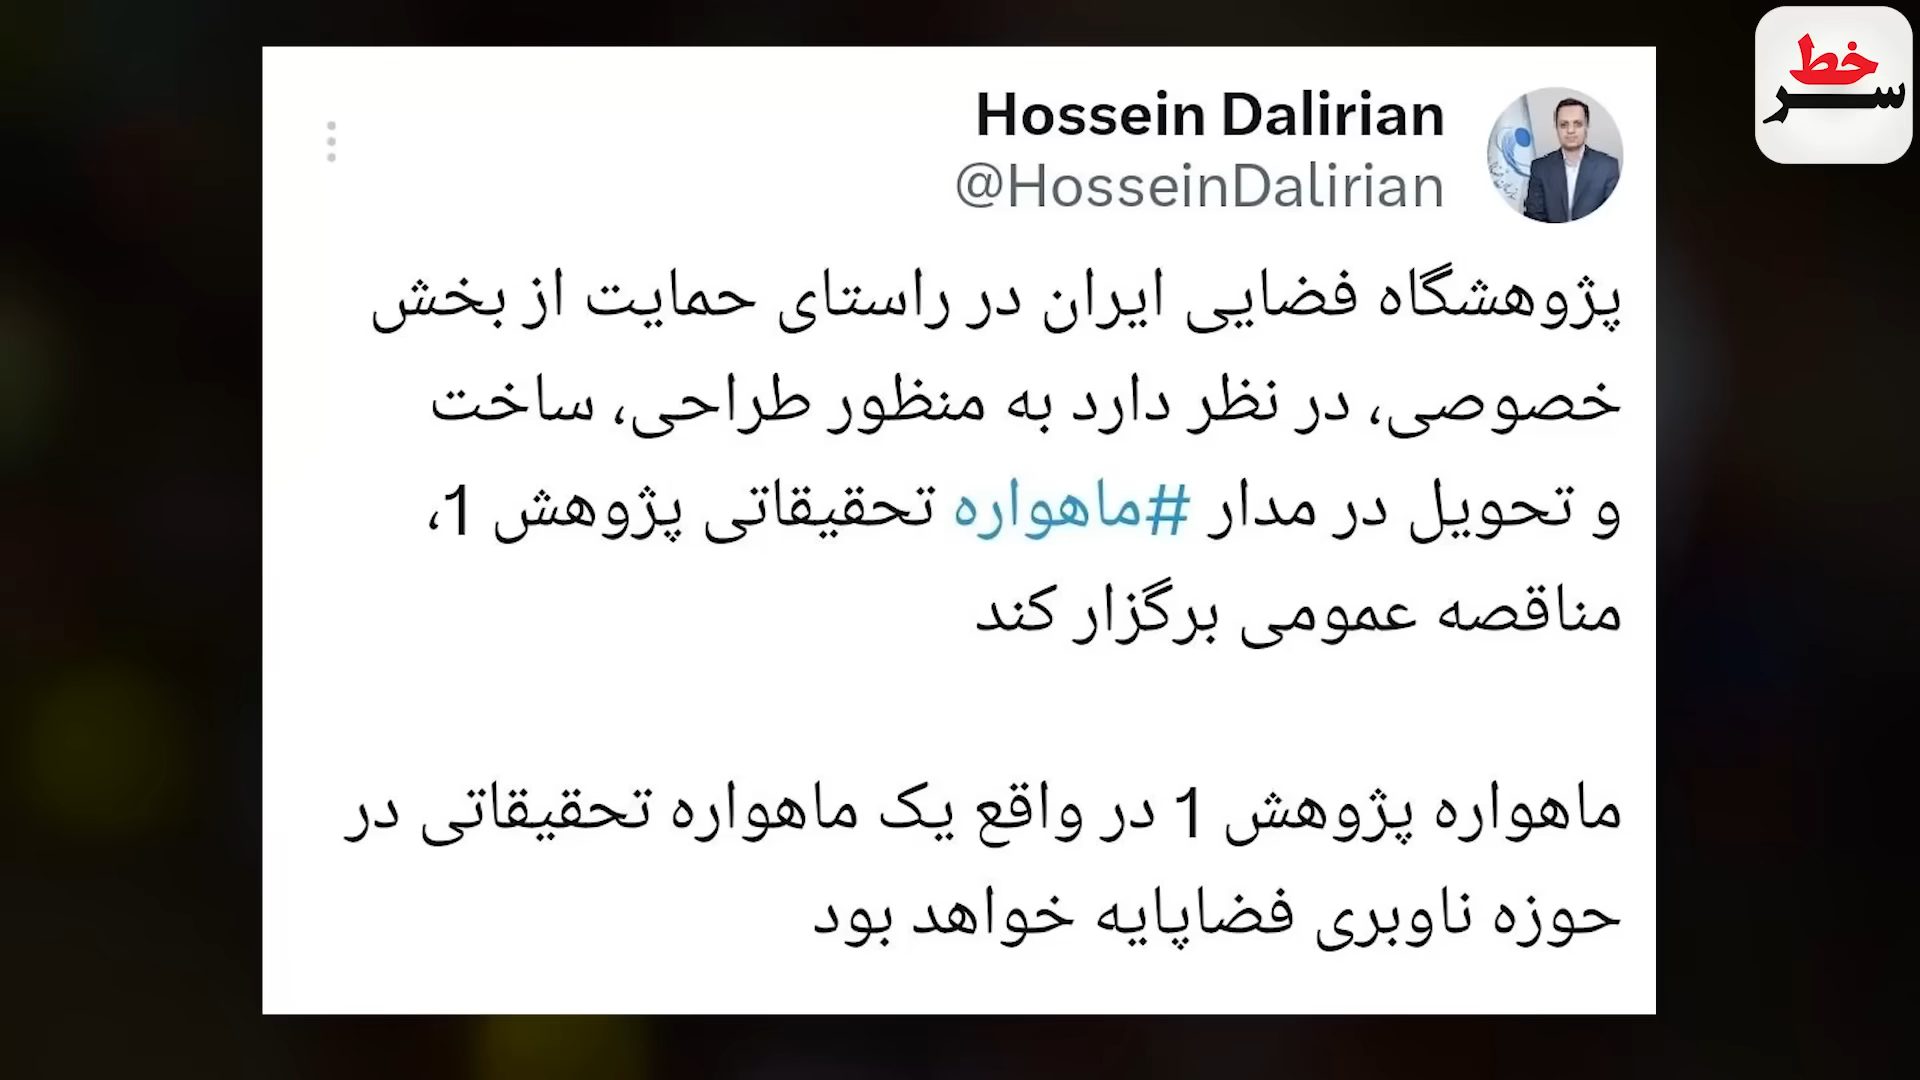 خط
سر
Hossein Dalirian
@HosseinDalirian
پژوهشگاه فضایی ایران در راستای حمایت از بخش
خصوصی، در نظر دارد به منظور طراحی، ساخت
و تحویل در مدار #ماهواره تحقیقاتی پژوهش 1،
مناقصه عمومی برگزار کند
ماهواره پژوهش 1 در واقع یک ماهواره تحقیقاتی در
حوزه ناوبری فضاپایه خواهد بود